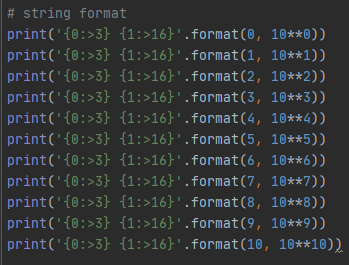 # string format
print('{0:>3} {1:>16}'.format(0, 10**0))
print('{0:>3} {1:>16}'.format(1, 10**1))
print('{0:>3} {1:>16}'.format(2, 10**2))
print('{0:>3} {1:>16}'.format(3, 10**3))
print('{0:>3} {1:>16}'.format(4, 10**4))
print('{0:>3} {1:>16}'.format(5, 10**5))
print('{0:>3} {1:>16}'.format(6, 10**6))
print('{0:>3} {1:>16}'.format(7, 10**7))
print('{0:>3} {1:>16}'.format(8, 10**8))
print('{0:>3} {1:>16}'.format(9, 10**9))
print('{0:>3} {1:>16}'.format(10, 10**10))